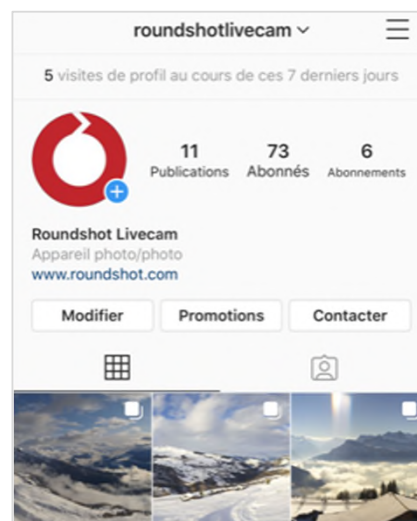 roundshotlivecam
5 visites de profil au cours de ces 7 derniers jours
11 73 6
Publications Abonnés Abonnements
Roundshot Livecam
Appareil photo/photo
www.roundshot.com
Modifier Promotions Contacter